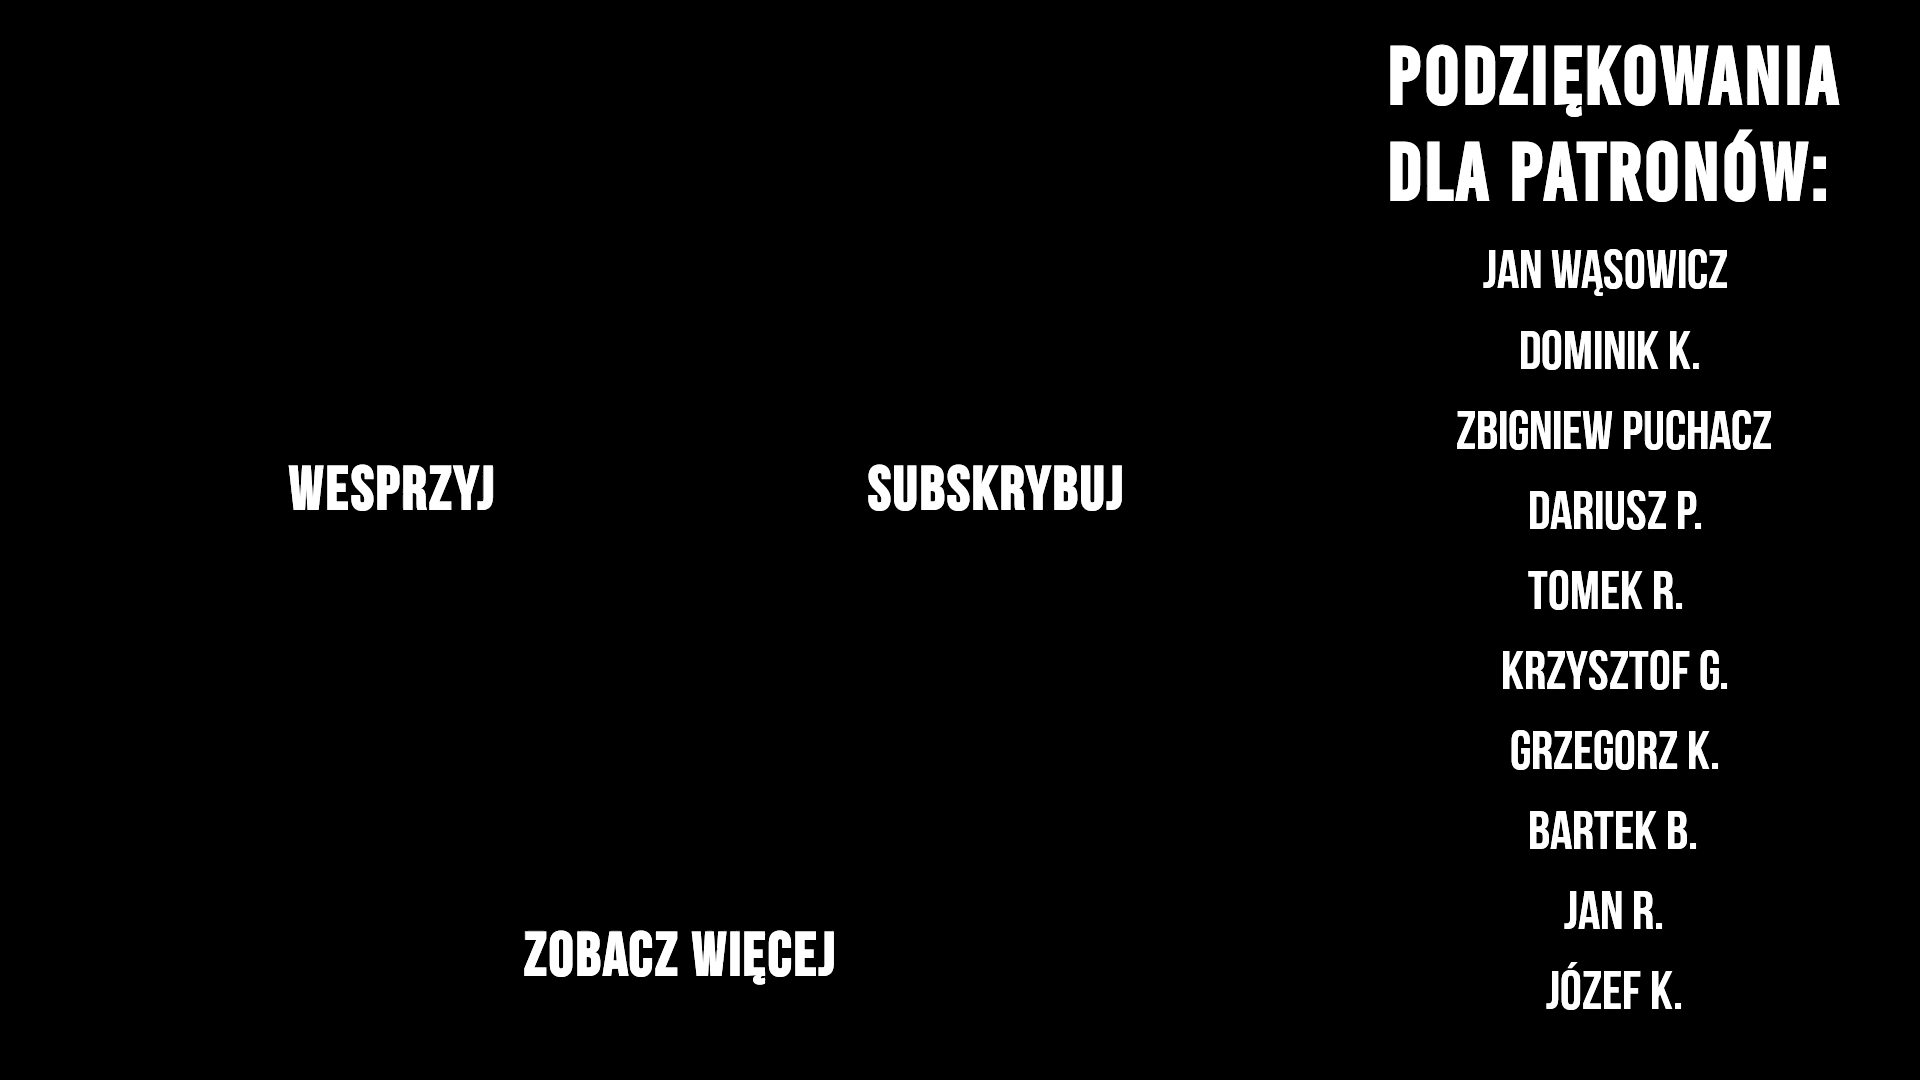 PODZIĘKOWANIA
DLA PATRONÓW:
JAN WĄSOWICZ
DOMINIK K.
ZBIGNIEW PUCHACZ
DARIUSZ P.
TOMEK R.
KRZYSZTOF G.
GRZEGORZ K.
BARTEK B.
JAN R.
JÓZEF K.
WESPRZYJ
SUBSKRYBUJ
ZOBACZ WIĘCEJ